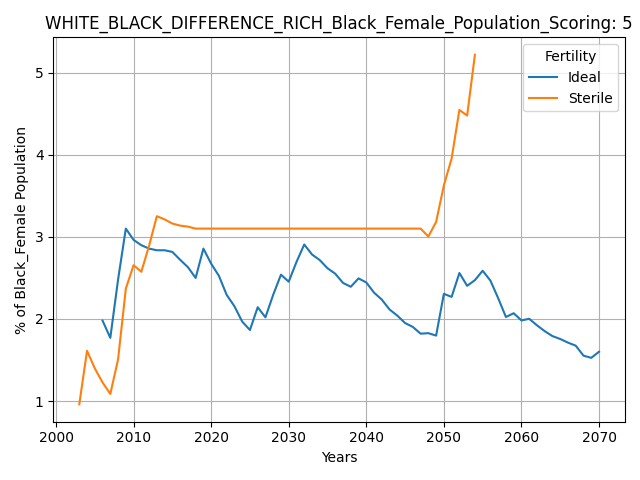 WHITE_BLACK_DIFFERENCE_RICH_Black_Female_Population_Scoring: 5
Fertility
Ideal
Sterile
% of Black_Female Population
5
4
3
2
1
2000 2010 2020 2030 2040 2050 2060 2070
Years